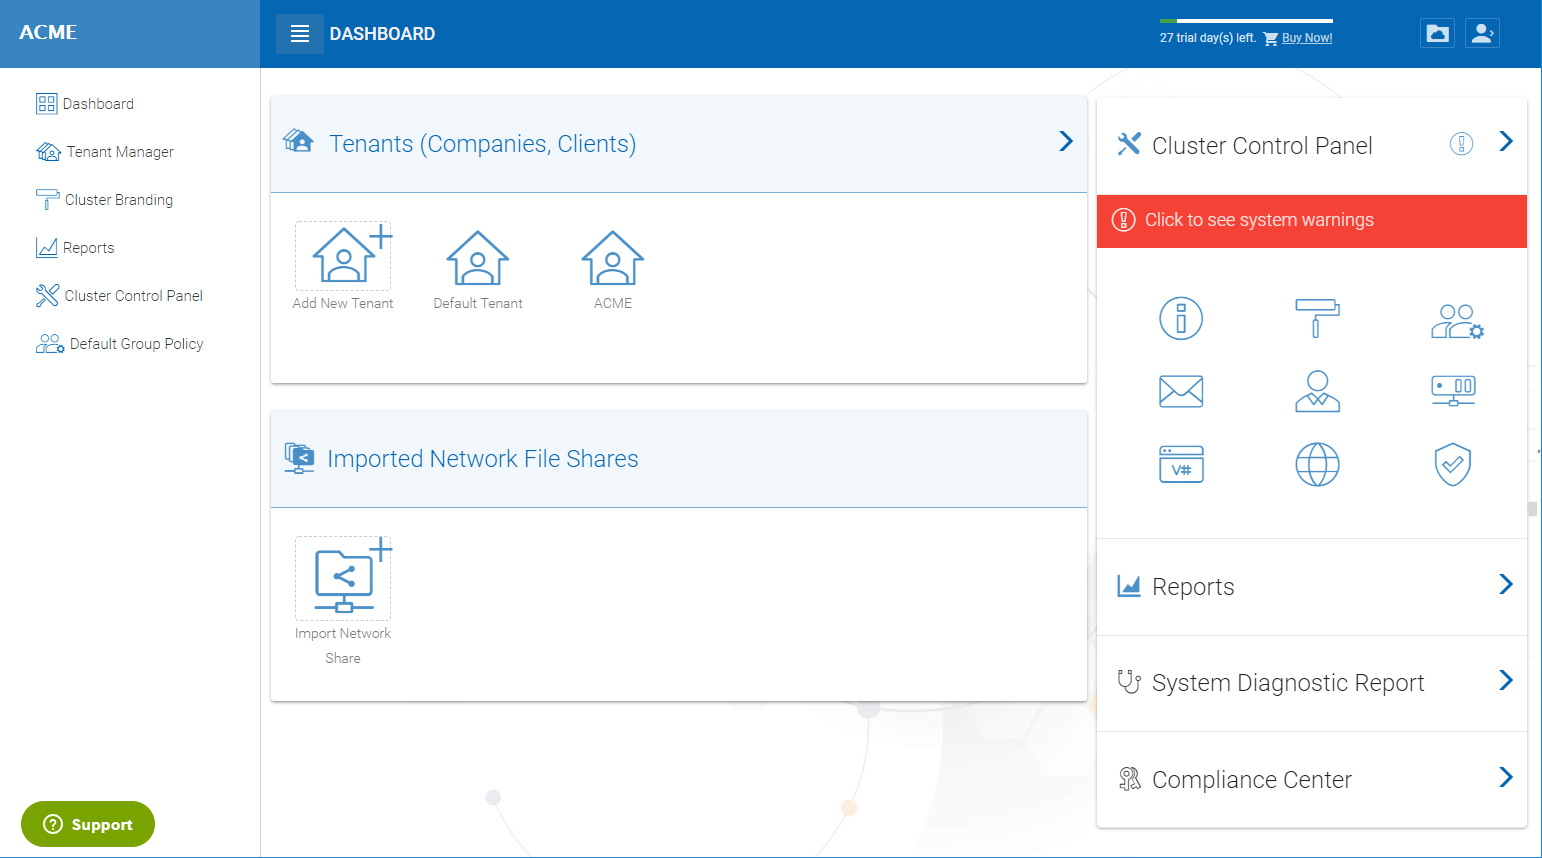 ACME
DASHBOARD
27 trial day(s) left. Buy Now!
Dashboard
Tenant Manager
Cluster Branding
Reports
Cluster Control Panel
Default Group Policy
Support
Tenants (Companies, Clients)
Add New Tenant
Default Tenant
ACME
Imported Network File Shares
Import Network
Share
Cluster Control Panel
Click to see system warnings
V#
Reports
System Diagnostic Report
Compliance Center